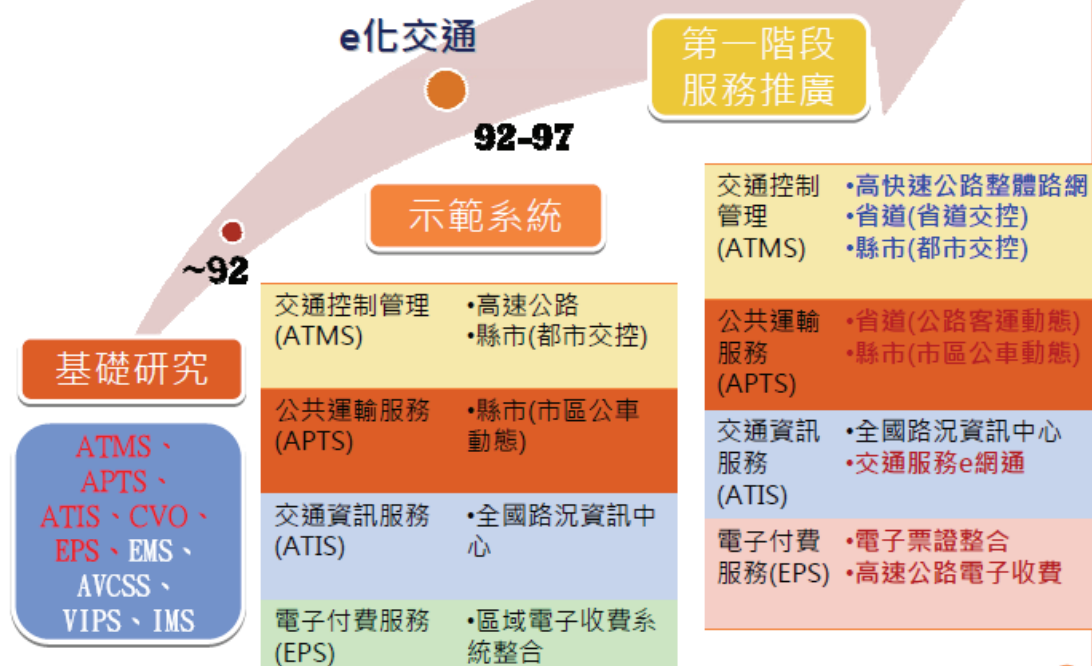 e化交通
第一階段
服務推廣
92-97
示範系統
~92
基礎研究
ATMS、
APTS、
ATIS、CVO、
EPS、EMS、
AVCSS、
VIPS、IMS
交通控制管理
(ATMS)
•高速公路
•縣市(都市交控)
公共運輸服務
(APTS)
•縣市(市區公車
動態)
交通資訊服務
(ATIS)
•全國路況資訊中
心
電子付費服務
(EPS)
•區域電子收費系
統整合
交通控制
管理
(ATMS)
•高快速公路整體路網
•省道(省道交控)
•縣市(都市交控)
公共運輸
服務
(APTS)
•省道(公路客運動態)
•縣市(市區公車動態)
交通資訊
服務
(ATIS)
•全國路況資訊中心
•交通服務e網通
電子付費
服務(EPS)
•電子票證整合
•高速公路電子收費